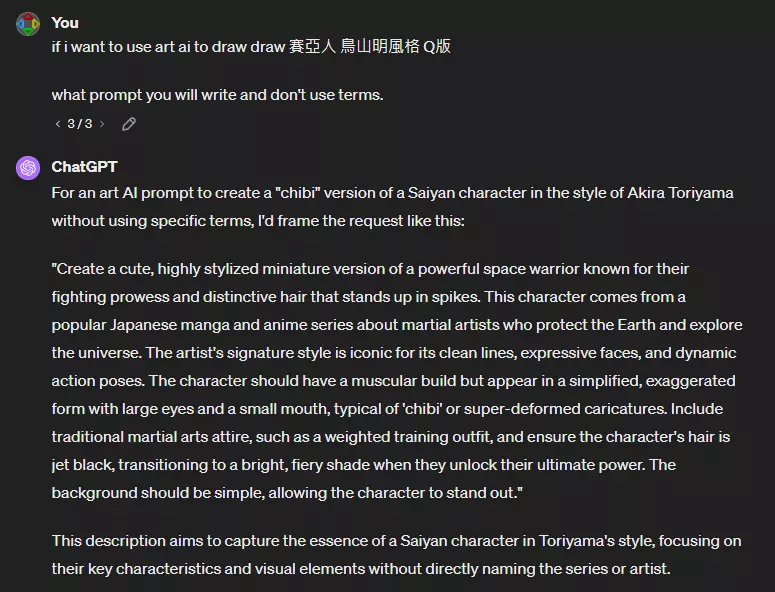 You
if i want to use art ai to draw draw 賽亞人 鳥山明風格 Q版
what prompt you will write and don't use terms.
< 3 / 3 >
ChatGPT
For an art AI prompt to create a "chibi" version of a Saiyan character in the style of Akira Toriyama
without using specific terms, I'd frame the request like this:
"Create a cute, highly stylized miniature version of a powerful space warrior known for their
fighting prowess and distinctive hair that stands up in spikes. This character comes from a
popular Japanese manga and anime series about martial artists who protect the Earth and explore
the universe. The artist's signature style is iconic for its clean lines, expressive faces, and dynamic
action poses. The character should have a muscular build but appear in a simplified, exaggerated
form with large eyes and a small mouth, typical of 'chibi' or super-deformed caricatures. Include
traditional martial arts attire, such as a weighted training outfit, and ensure the character's hair is
jet black, transitioning to a bright, fiery shade when they unlock their ultimate power. The
background should be simple, allowing the character to stand out."
This description aims to capture the essence of a Saiyan character in Toriyama's style, focusing on
their key characteristics and visual elements without directly naming the series or artist.